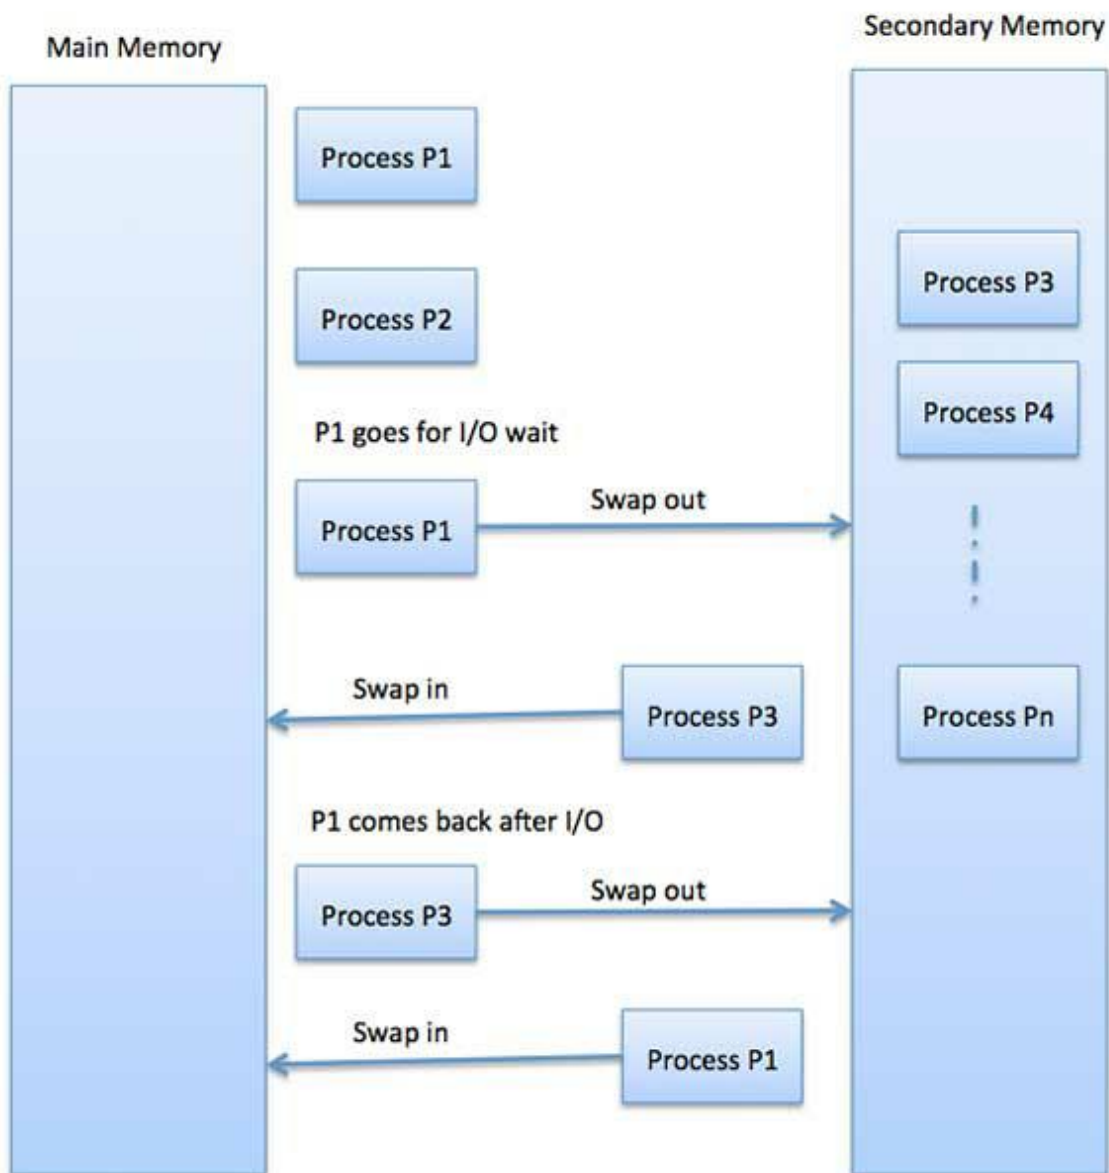 Main Memory
Secondary Memory
Process P1
Process P3
Process P2
Process P4
P1 goes for I/O wait
Swap out
Process P1
Swap in
Process P3
Process Pn
P1 comes back after I/O
Swap out
Process P3
Swap in
Process P1